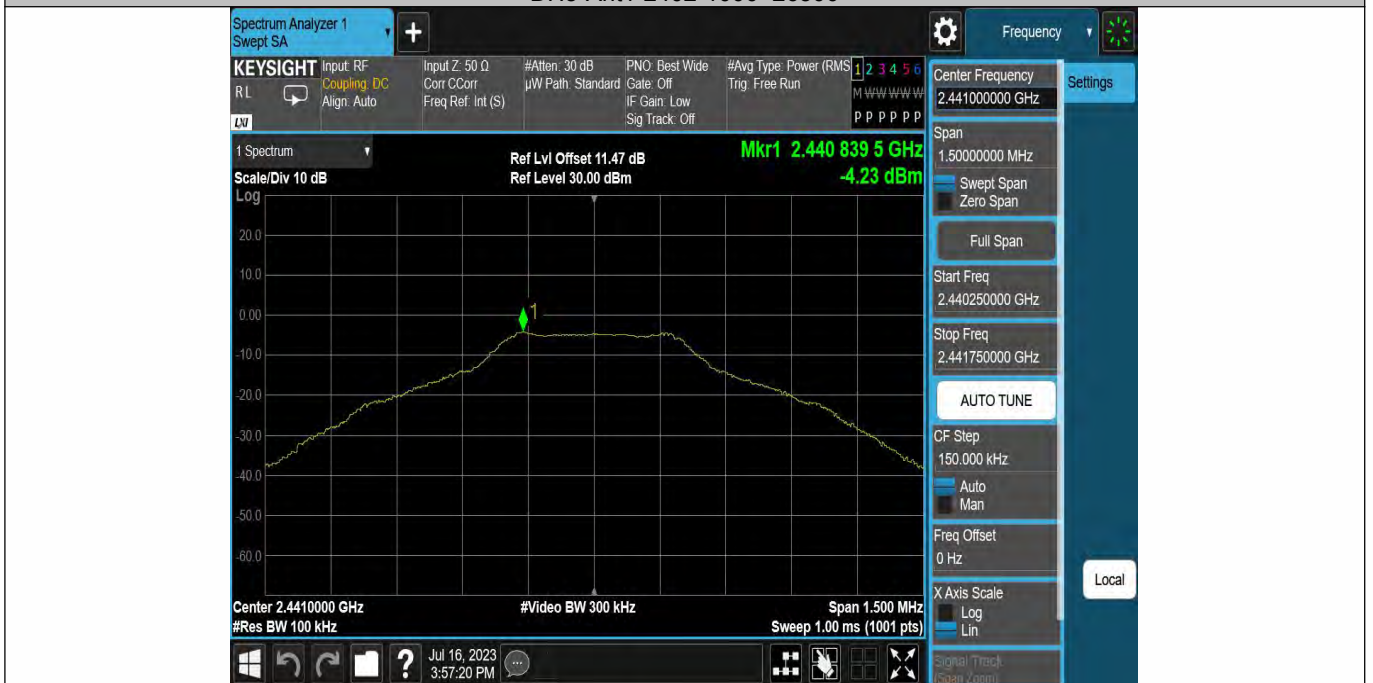 Spectrum Analyzer 1
Swept SA
Frequency
Settings
KEYSIGHT
RL
LXI
Input: RF
Coupling: DC
Align: Auto
Input Z: 50 Ω
Corr CCorr
Freq Ref: Int (S)
#Atten: 30 dB
µW Path: Standard
PNO: Best Wide
Gate: Off
IF Gain: Low
Sig Track: Off
#Avg Type: Power (RMS
Trig: Free Run
1 2 3 4 5 6
M W W W W W
P P P P P P
1 Spectrum
Scale/Div 10 dB
Ref Lvl Offset 11.47 dB
Ref Level 30.00 dBm
Mkr1 2.440 839 5 GHz
-4.23 dBm
Log
20.0
10.0
0.00
-10.0
-20.0
-30.0
-40.0
-50.0
-60.0
1
Center 2.4410000 GHz
#Res BW 100 kHz
#Video BW 300 kHz
Span 1.500 MHz
Sweep 1.00 ms (1001 pts)
Center Frequency
2.441000000 GHz
Span
1.50000000 MHz
Swept Span
Zero Span
Full Span
Start Freq
2.440250000 GHz
Stop Freq
2.441750000 GHz
AUTO TUNE
CF Step
150.000 kHz
Auto
Man
Freq Offset
0 Hz
X Axis Scale
Log
Lin
Signal Track
(Span Zoom)
Local
?
Jul 16, 2023
3:57:20 PM